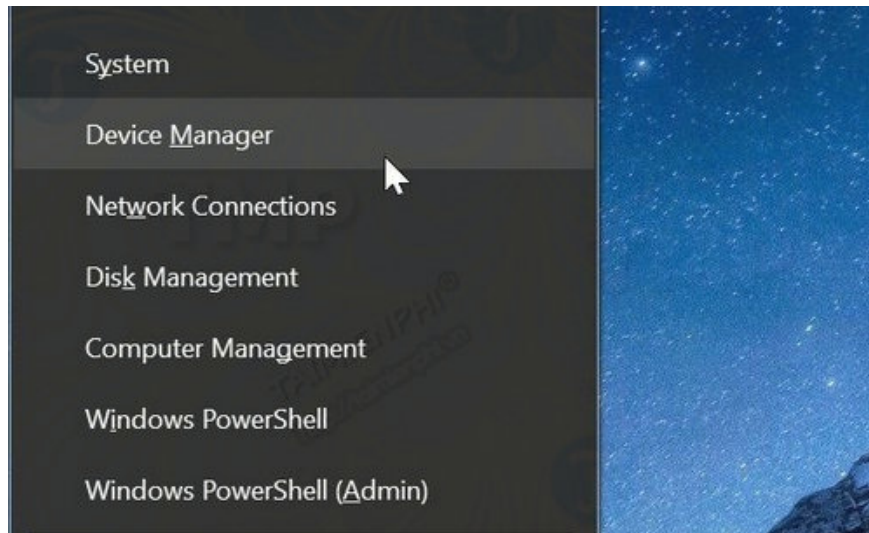 System
Device Manager
Network Connections
Disk Management
Computer Management
Windows PowerShell
Windows PowerShell (Admin)